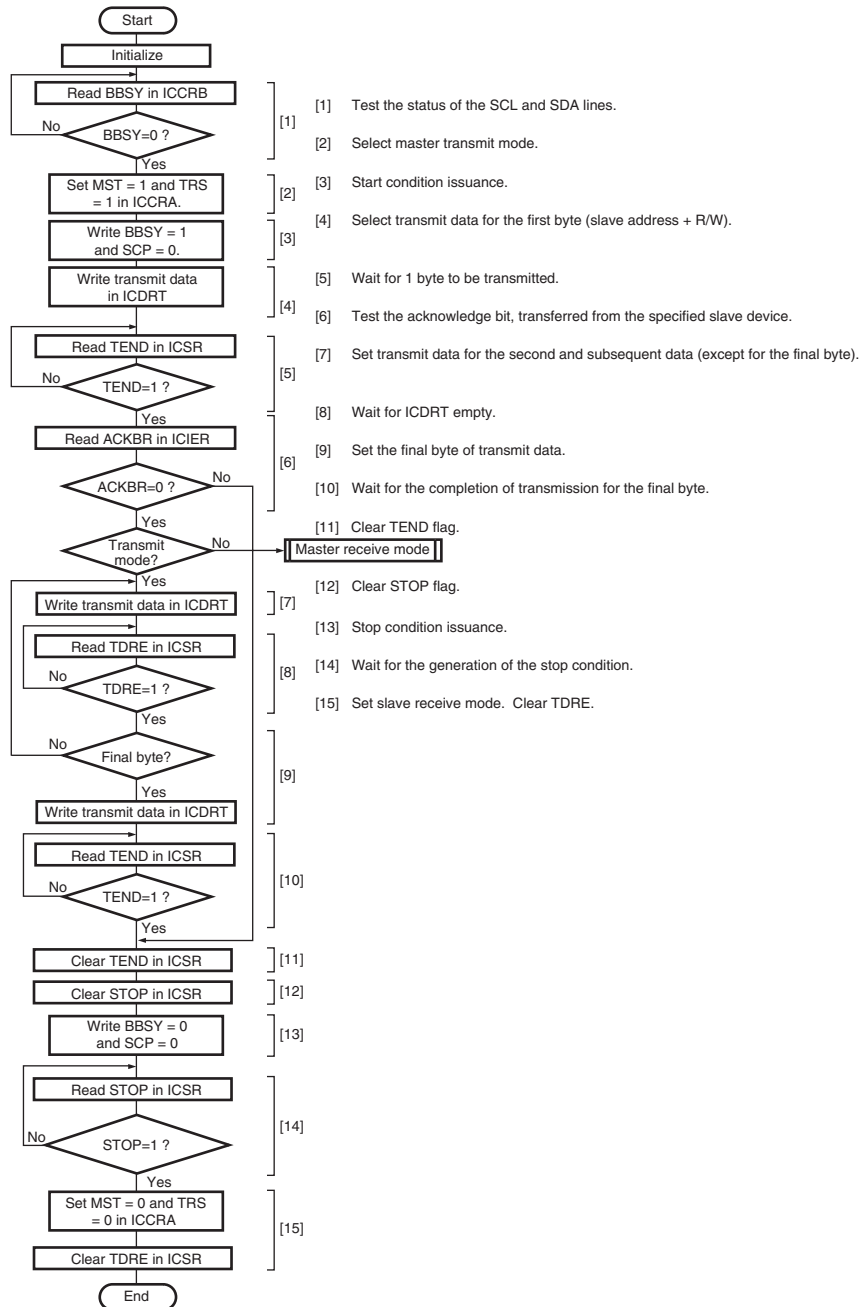 Start
Initialize
Read BBSY in ICCRB
No
BBSY=0 ?
[1]
Yes
Set MST = 1 and TRS
= 1 in ICCRA.
[2]
Write BBSY = 1
and SCP = 0.
[3]
Write transmit data
in ICDRT
[4]
Read TEND in ICSR
No
TEND=1 ?
[5]
Yes
Read ACKBR in ICIER
[6]
No
ACKBR=0 ?
Yes
Transmit
mode?
No
Master receive mode
Yes
Write transmit data in ICDRT
[7]
Read TDRE in ICSR
No
TDRE=1 ?
[8]
Yes
No
Final byte?
[9]
Yes
Write transmit data in ICDRT
Read TEND in ICSR
No
TEND=1 ?
[10]
Yes
Clear TEND in ICSR
[11]
Clear STOP in ICSR
[12]
Write BBSY = 0
and SCP = 0
[13]
Read STOP in ICSR
No
STOP=1 ?
[14]
Yes
Set MST = 0 and TRS
= 0 in ICCRA
[15]
Clear TDRE in ICSR
End
[1] Test the status of the SCL and SDA lines.
[2] Select master transmit mode.
[3] Start condition issuance.
[4] Select transmit data for the first byte (slave address + R/W).
[5] Wait for 1 byte to be transmitted.
[6] Test the acknowledge bit, transferred from the specified slave device.
[7] Set transmit data for the second and subsequent data (except for the final byte).
[8] Wait for ICDRT empty.
[9] Set the final byte of transmit data.
[10] Wait for the completion of transmission for the final byte.
[11] Clear TEND flag.
[12] Clear STOP flag.
[13] Stop condition issuance.
[14] Wait for the generation of the stop condition.
[15] Set slave receive mode. Clear TDRE.